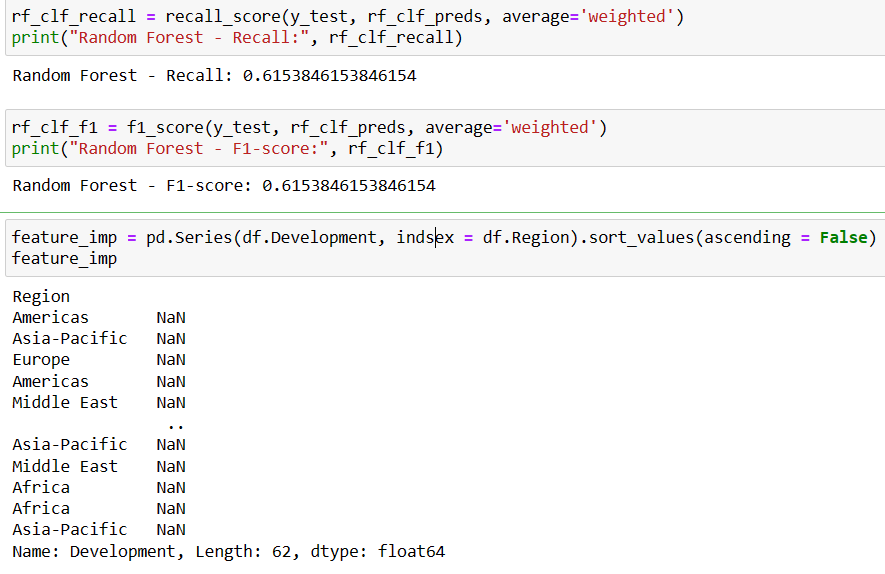 rf_clf_recall = recall_score(y_test, rf_clf_preds, average='weighted')
print("Random Forest - Recall:", rf_clf_recall)
Random Forest - Recall: 0.6153846153846154
rf_clf_f1 = f1_score(y_test, rf_clf_preds, average='weighted')
print("Random Forest - F1-score:", rf_clf_f1)
Random Forest - F1-score: 0.6153846153846154
feature_imp = pd.Series(df.Development, indsex = df.Region).sort_values(ascending = False)
feature_imp
Region
Americas NaN
Asia-Pacific NaN
Europe NaN
Americas NaN
Middle East NaN
..
Asia-Pacific NaN
Middle East NaN
Africa NaN
Africa NaN
Asia-Pacific NaN
Name: Development, Length: 62, dtype: float64